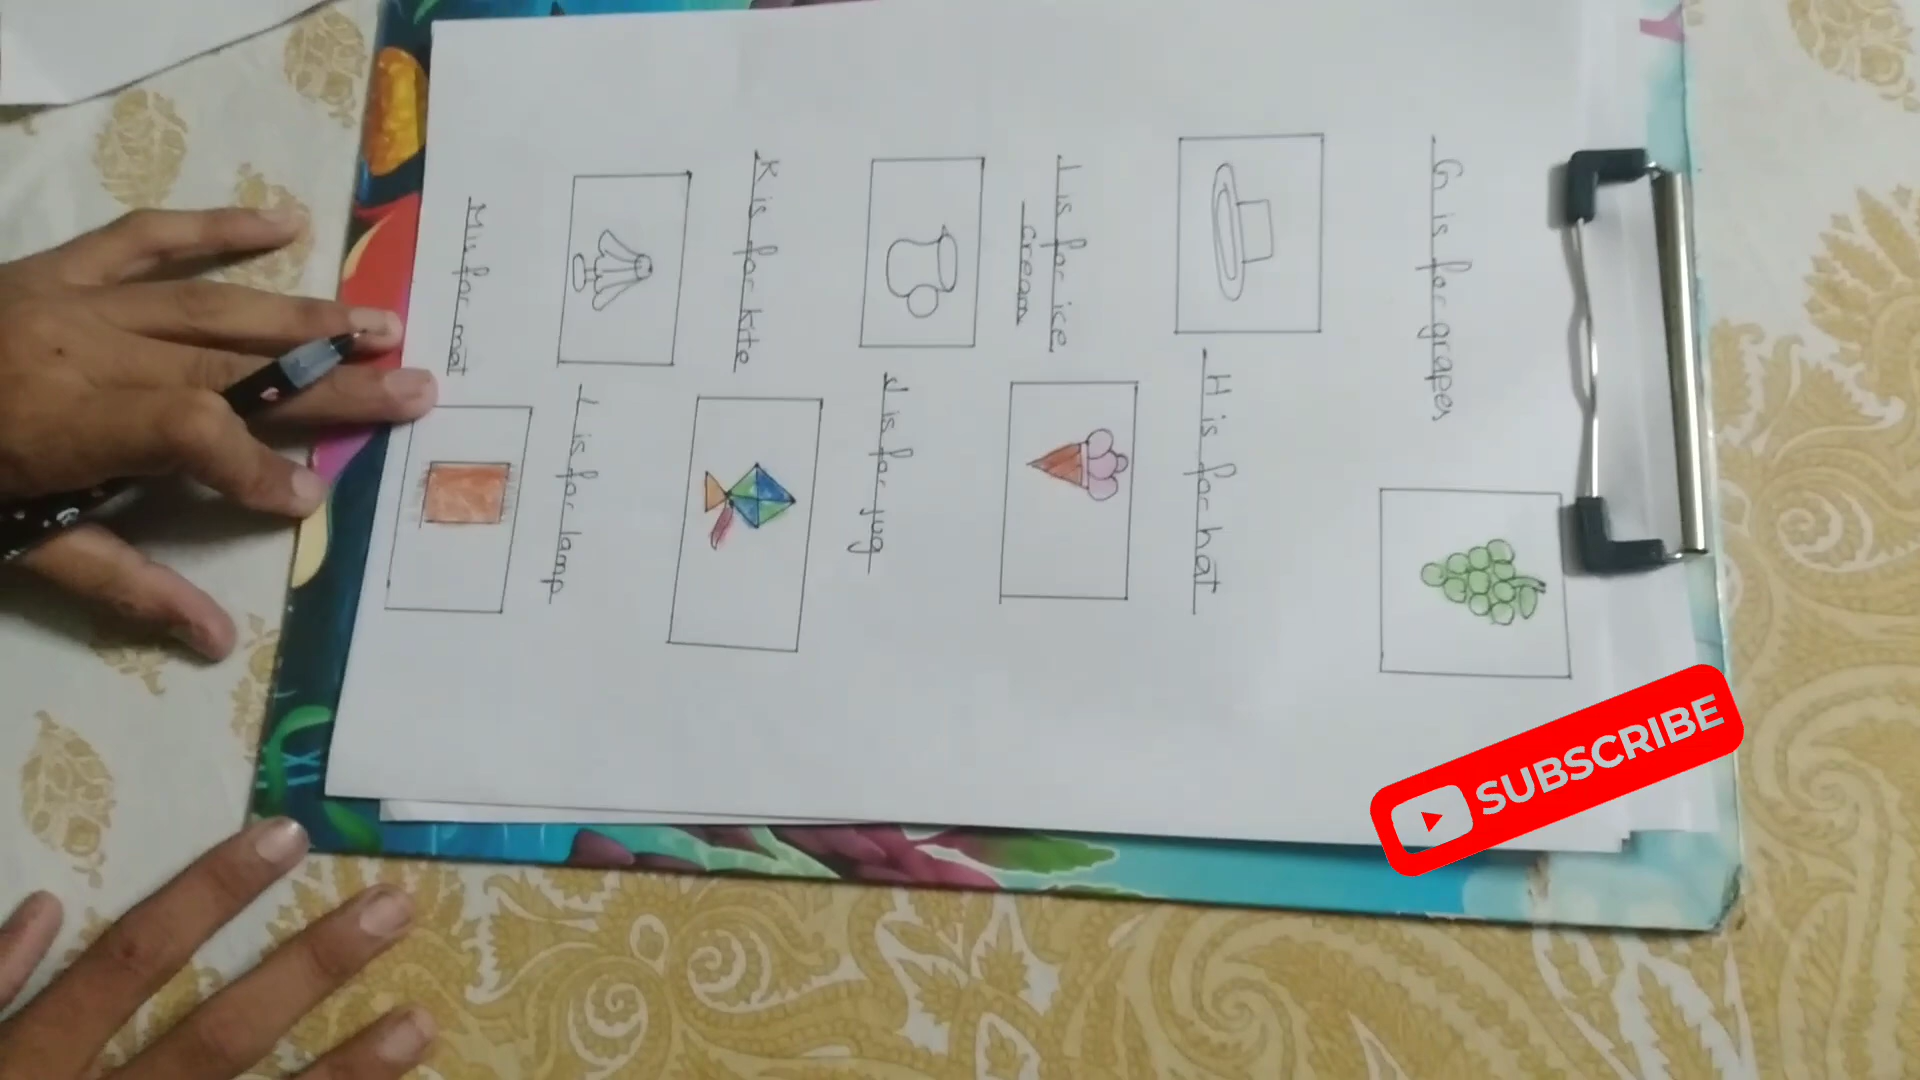 G is for grapes
H is for hat
I is for ice
cream
J is for jug
K is for kite
L is for lamp
M is for mat
SUBSCRIBE